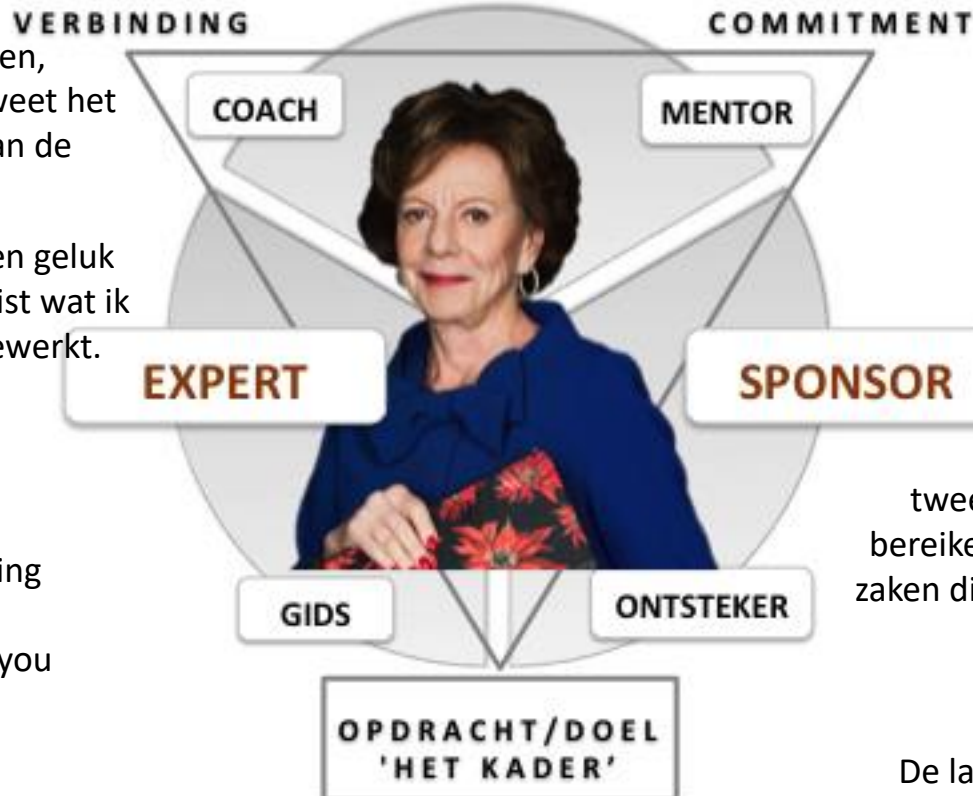 VERBINDING
COMMITMENT
en,
weet het
an de
COACH
MENTOR
en geluk
ist wat ik
ewerkt.
EXPERT
SPONSOR
twee
bereike
zaken di
ing
you
GIDS
ONTSTEKER
OPDRACHT/DOEL
'HET KADER'
De la